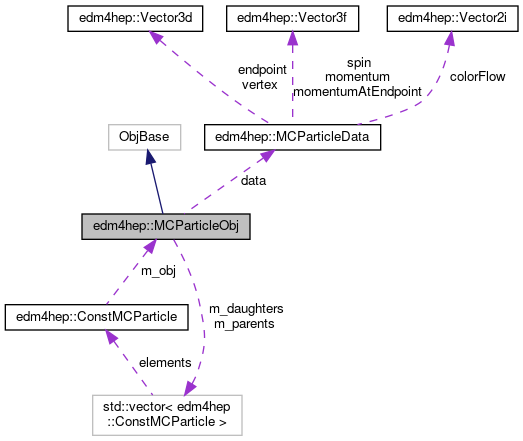 edm4hep::Vector3d
edm4hep::Vector3f
edm4hep::Vector2i
endpoint
vertex
spin
momentum
momentumAtEndpoint
colorFlow
ObjBase
edm4hep::MCParticleData
data
edm4hep::MCParticleObj
m_obj
m_daughters
m_parents
edm4hep::ConstMCParticle
elements
std::vector< edm4hep
::ConstMCParticle >